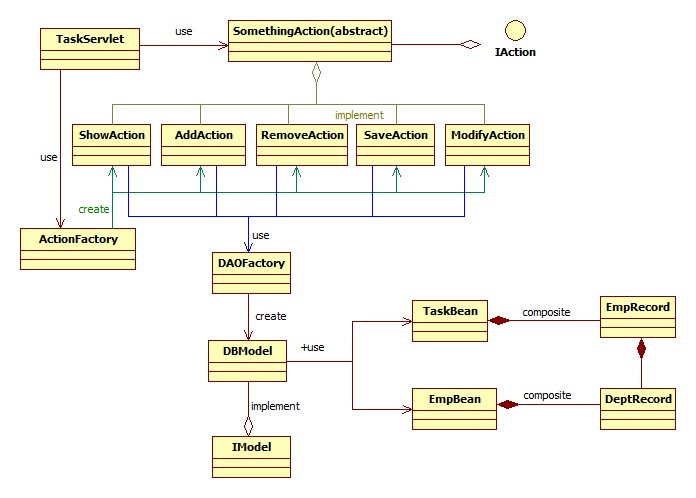 TaskServlet
use
SomethingAction(abstract)
IAction
implement
ShowAction
AddAction
RemoveAction
SaveAction
ModifyAction
use
create
ActionFactory
use
DAOFactory
create
TaskBean
composite
EmpRecord
DBModel
+use
EmpBean
composite
DeptRecord
implement
IModel